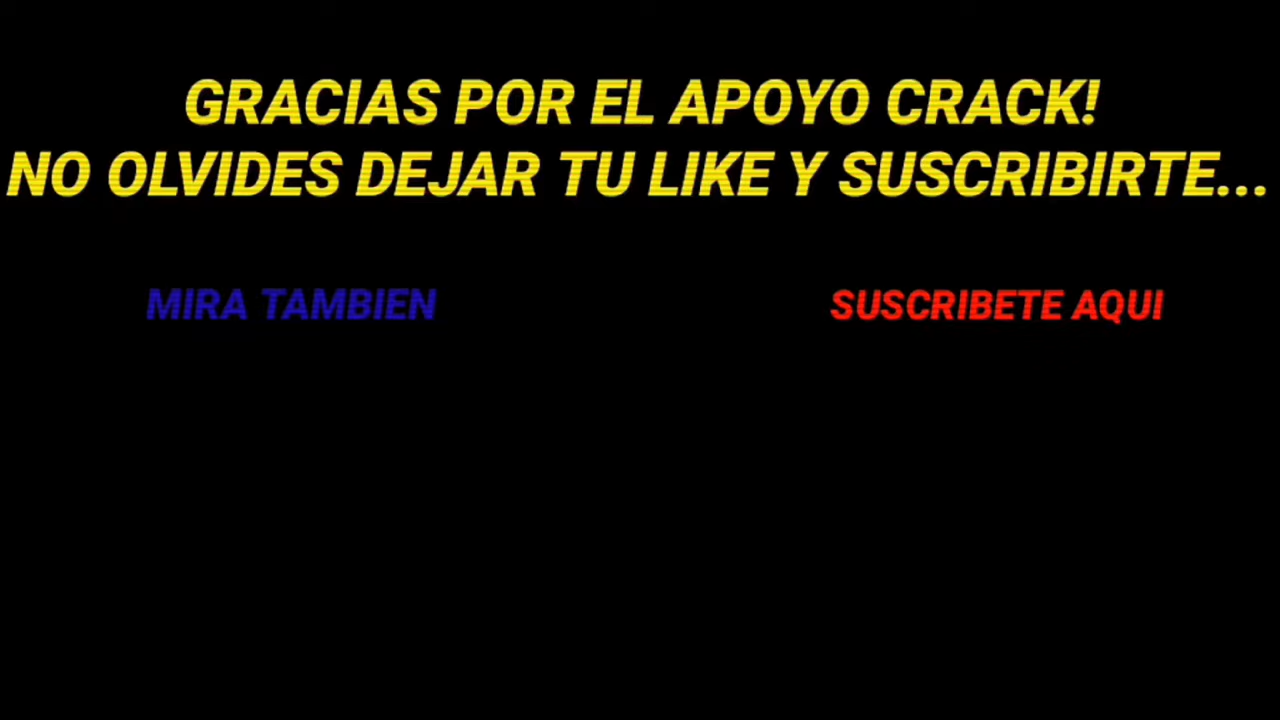 GRACIAS POR EL APOYO CRACK!
NO OLVIDES DEJAR TU LIKE Y SUSCRIBIRTE...
MIRA TAMBIEN
SUSCRIBETE AQUI